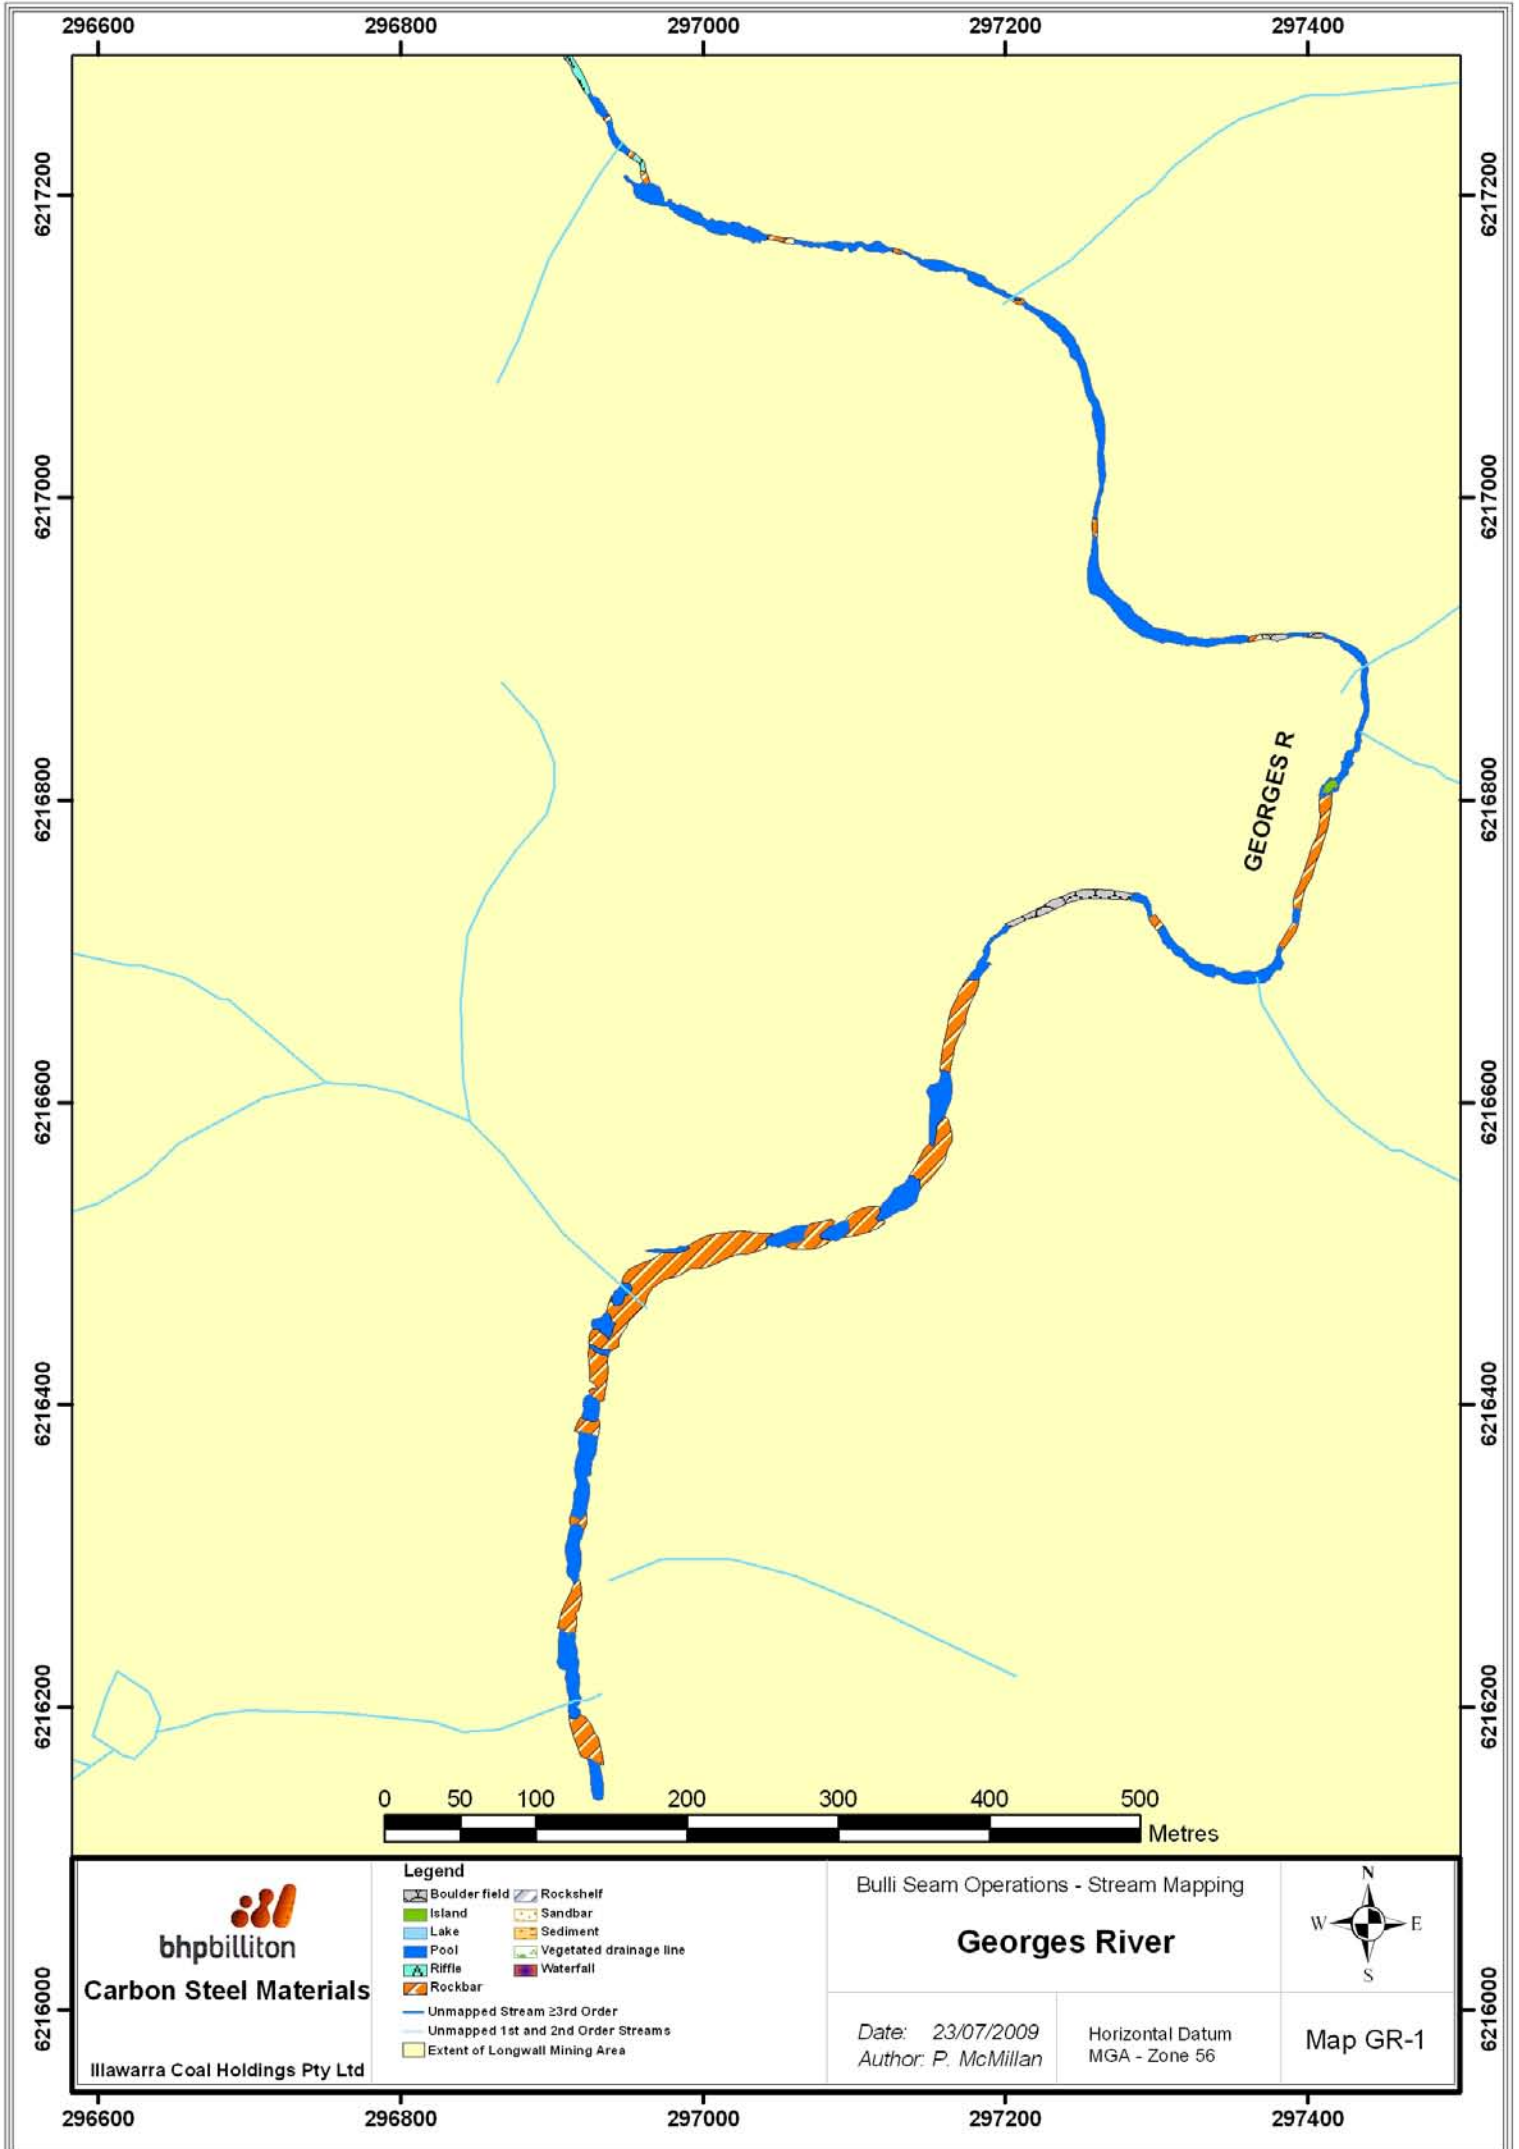 296600 296800 297000 297200 297400
6217200 6217200
6217000 6217000
GEORGES R
6216800 6216800
6216600 6216600
6216400 6216400
6216200 6216200
0 50 100 200 300 400 500
Metres
bhpbilliton
Carbon Steel Materials
Illawarra Coal Holdings Pty Ltd
Legend
Boulder field Rockshelf
Island Sandbar
Lake Sediment
Pool Vegetated drainage line
Riffle Waterfall
Rockbar
Unmapped Stream ≥3rd Order
Unmapped 1st and 2nd Order Streams
Extent of Longwall Mining Area
Bulli Seam Operations - Stream Mapping
Georges River
Date: 23/07/2009
Author: P. McMillan
Horizontal Datum
MGA - Zone 56
N
W E
S
Map GR-1
6216000 6216000
296600 296800 297000 297200 297400